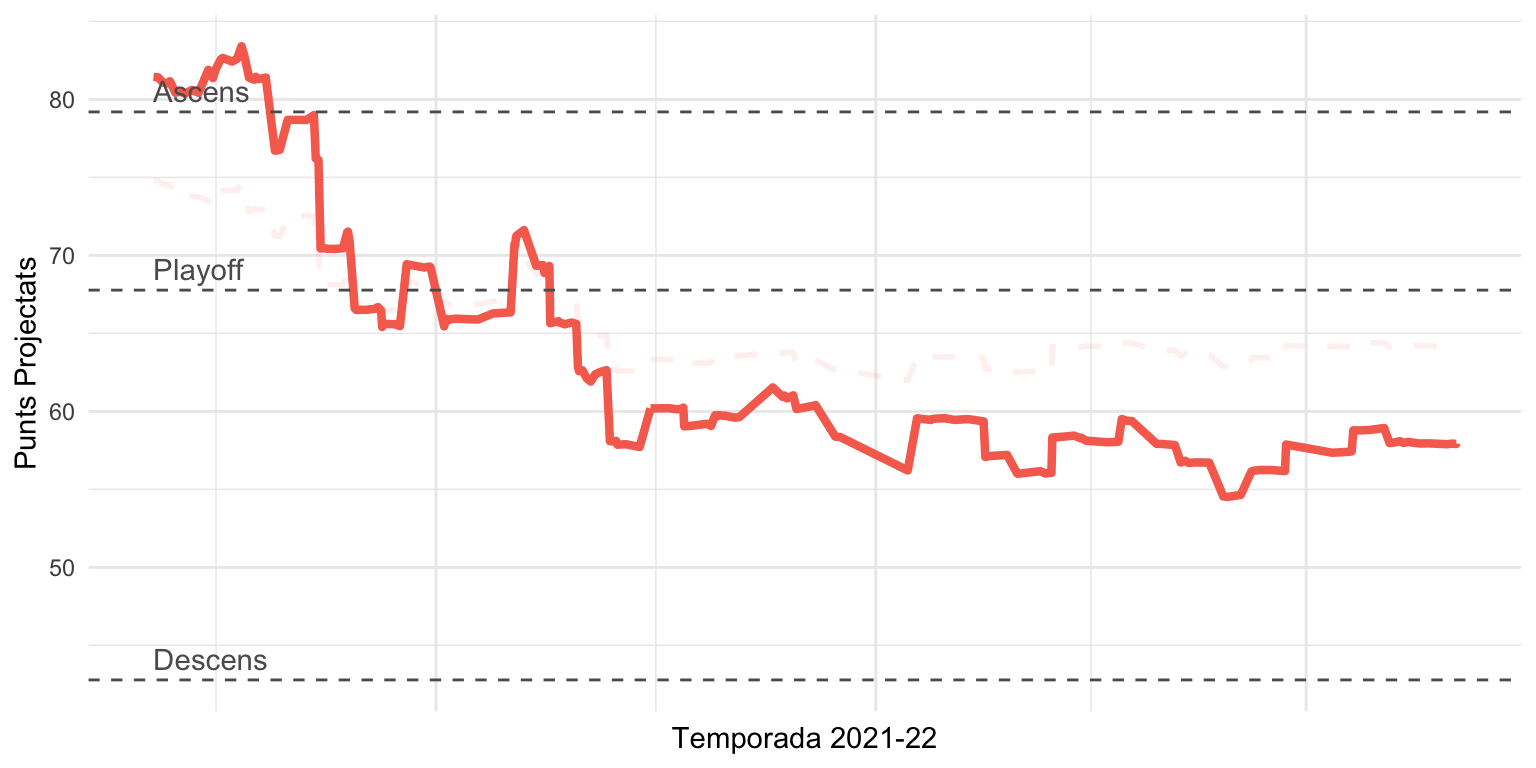 80
70
60
50
Ascens
Playoff
Descens
Punts Projectats
Temporada 2021-22